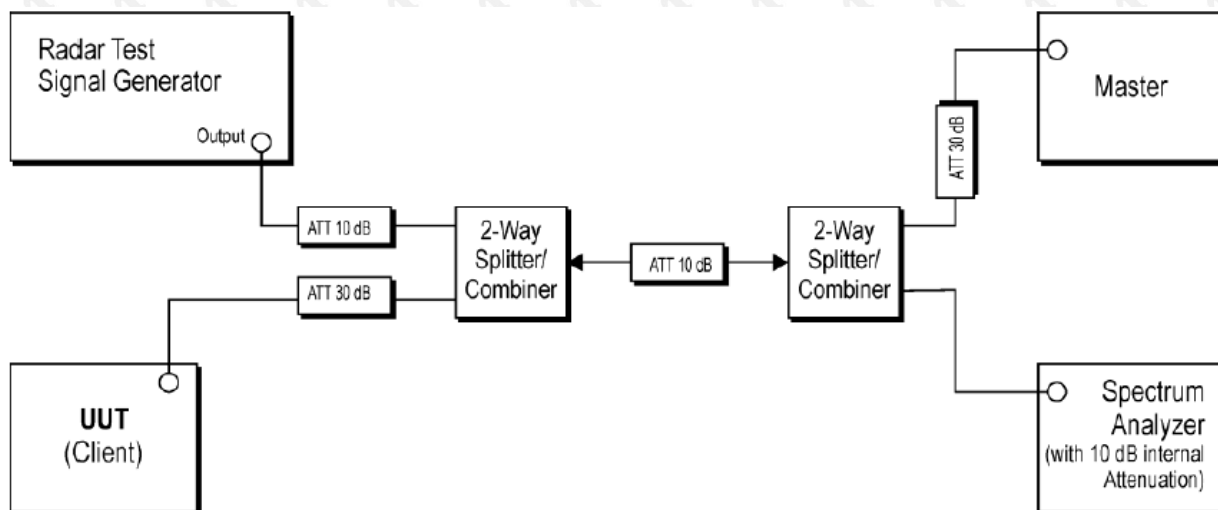 Radar Test
Signal Generator
Output
ATT 10 dB
ATT 30 dB
2-Way
Splitter/
Combiner
ATT 10 dB
2-Way
Splitter/
Combiner
ATT 30 dB
Master
UUT
(Client)
Spectrum
Analyzer
(with 10 dB internal
Attenuation)